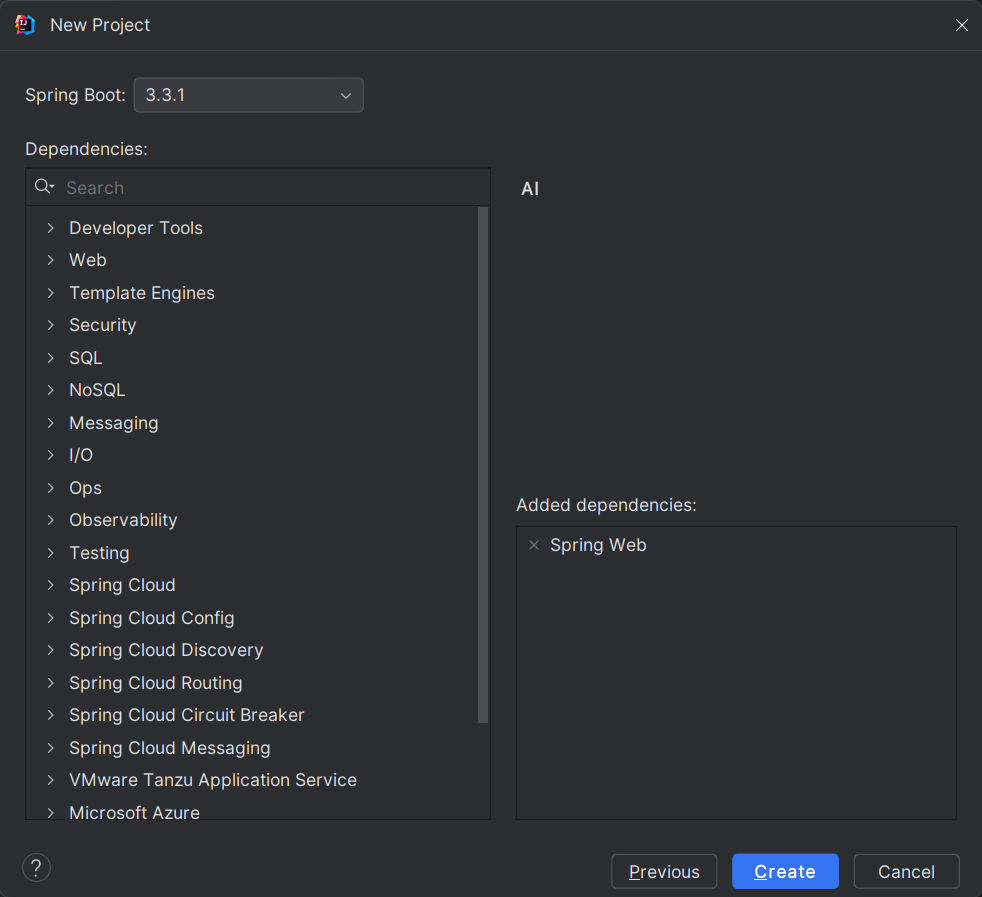 New Project
Spring Boot: 3.3.1
Dependencies:
Search
AI
Developer Tools
Web
Template Engines
Security
SQL
NoSQL
Messaging
I/O
Ops
Observability
Testing
Spring Cloud
Spring Cloud Config
Spring Cloud Discovery
Spring Cloud Routing
Spring Cloud Circuit Breaker
Spring Cloud Messaging
VMware Tanzu Application Service
Microsoft Azure
Added dependencies:
Spring Web
? Previous Create Cancel